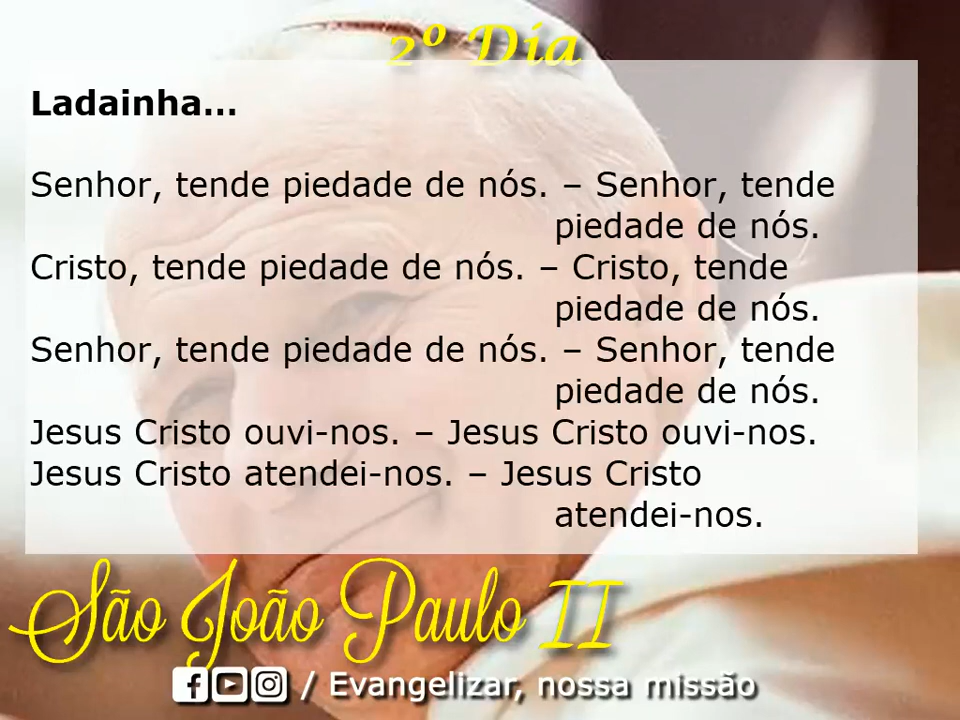 2º Dia
Ladainha...
Senhor, tende piedade de nós. – Senhor, tende
piedade de nós.
Cristo, tende piedade de nós. – Cristo, tende
piedade de nós.
Senhor, tende piedade de nós. – Senhor, tende
piedade de nós.
Jesus Cristo ouvi-nos. – Jesus Cristo ouvi-nos.
Jesus Cristo atendei-nos. – Jesus Cristo
atendei-nos.
São João Paulo II
/ Evangelizar, nossa missão